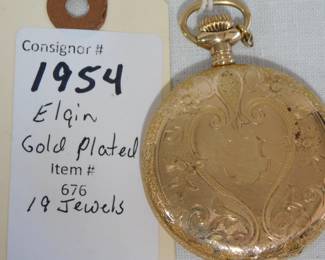 Consignor #
1954
Elgin
Gold Plated
Item #
676
19 Jewels